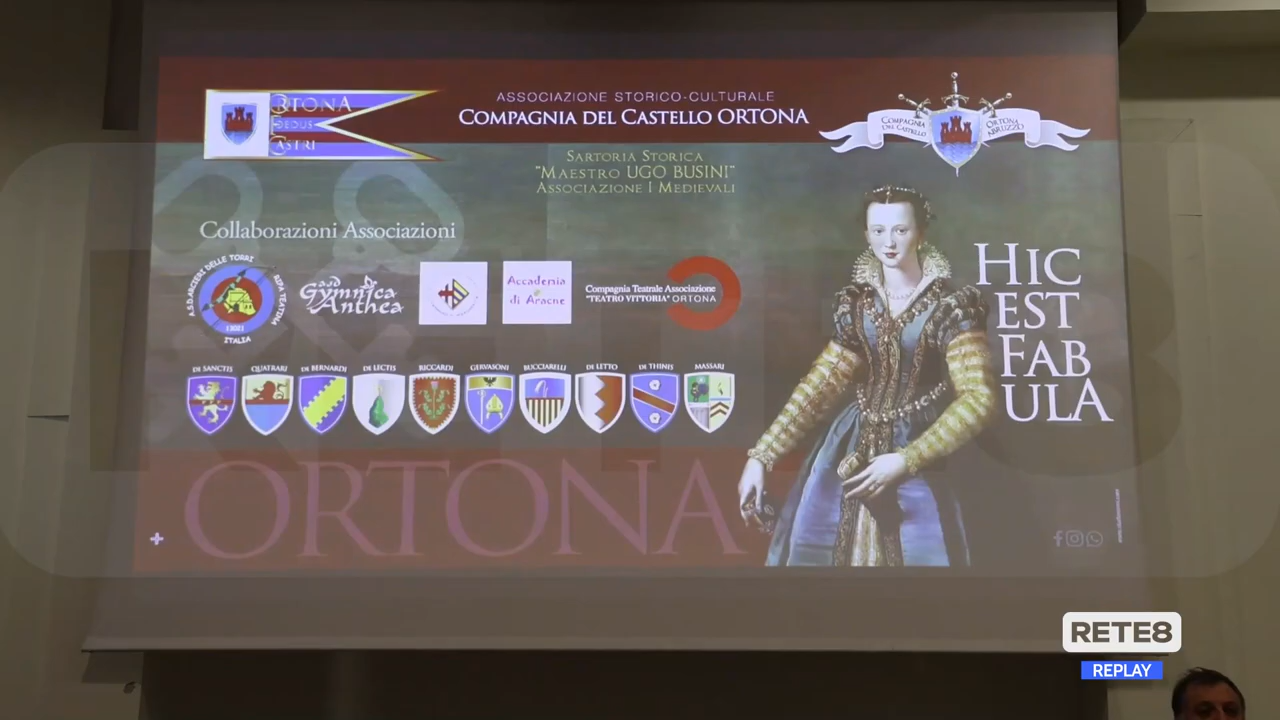 ORTONA
DECUS
CASTRI
ASSOCIAZIONE STORICO-CULTURALE
COMPAGNIA DEL CASTELLO ORTONA
COMPAGNIA
DEL CASTELLO
ORTONA
ABRUZZO
SARTORIA STORICA
"MAESTRO UGO BUSINI"
ASSOCIAZIONE I MEDIEVALI
Collaborazioni Associazioni
A.S.D. ARCIERI DELLE TORRI
RIPA TEATINA
ITALIA
asd
Gymnica
Anthea
Accademia
di Aracne
Compagnia Teatrale Associazione
"TEATRO VITTORIA" ORTONA
DI SANCTIS
QUATRARI
DE BERNARDI
DE LECTIS
RICCARDI
GERVASONI
BUCCIARELLI
DI LETTO
DE THINIS
MASSARI
HIC
EST
FAB
ULA
ORTONA
RETE8
REPLAY